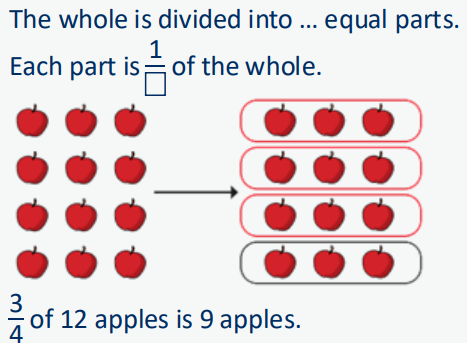 The whole is divided into ... equal parts.
Each part is 1/□ of the whole.
3/4 of 12 apples is 9 apples.